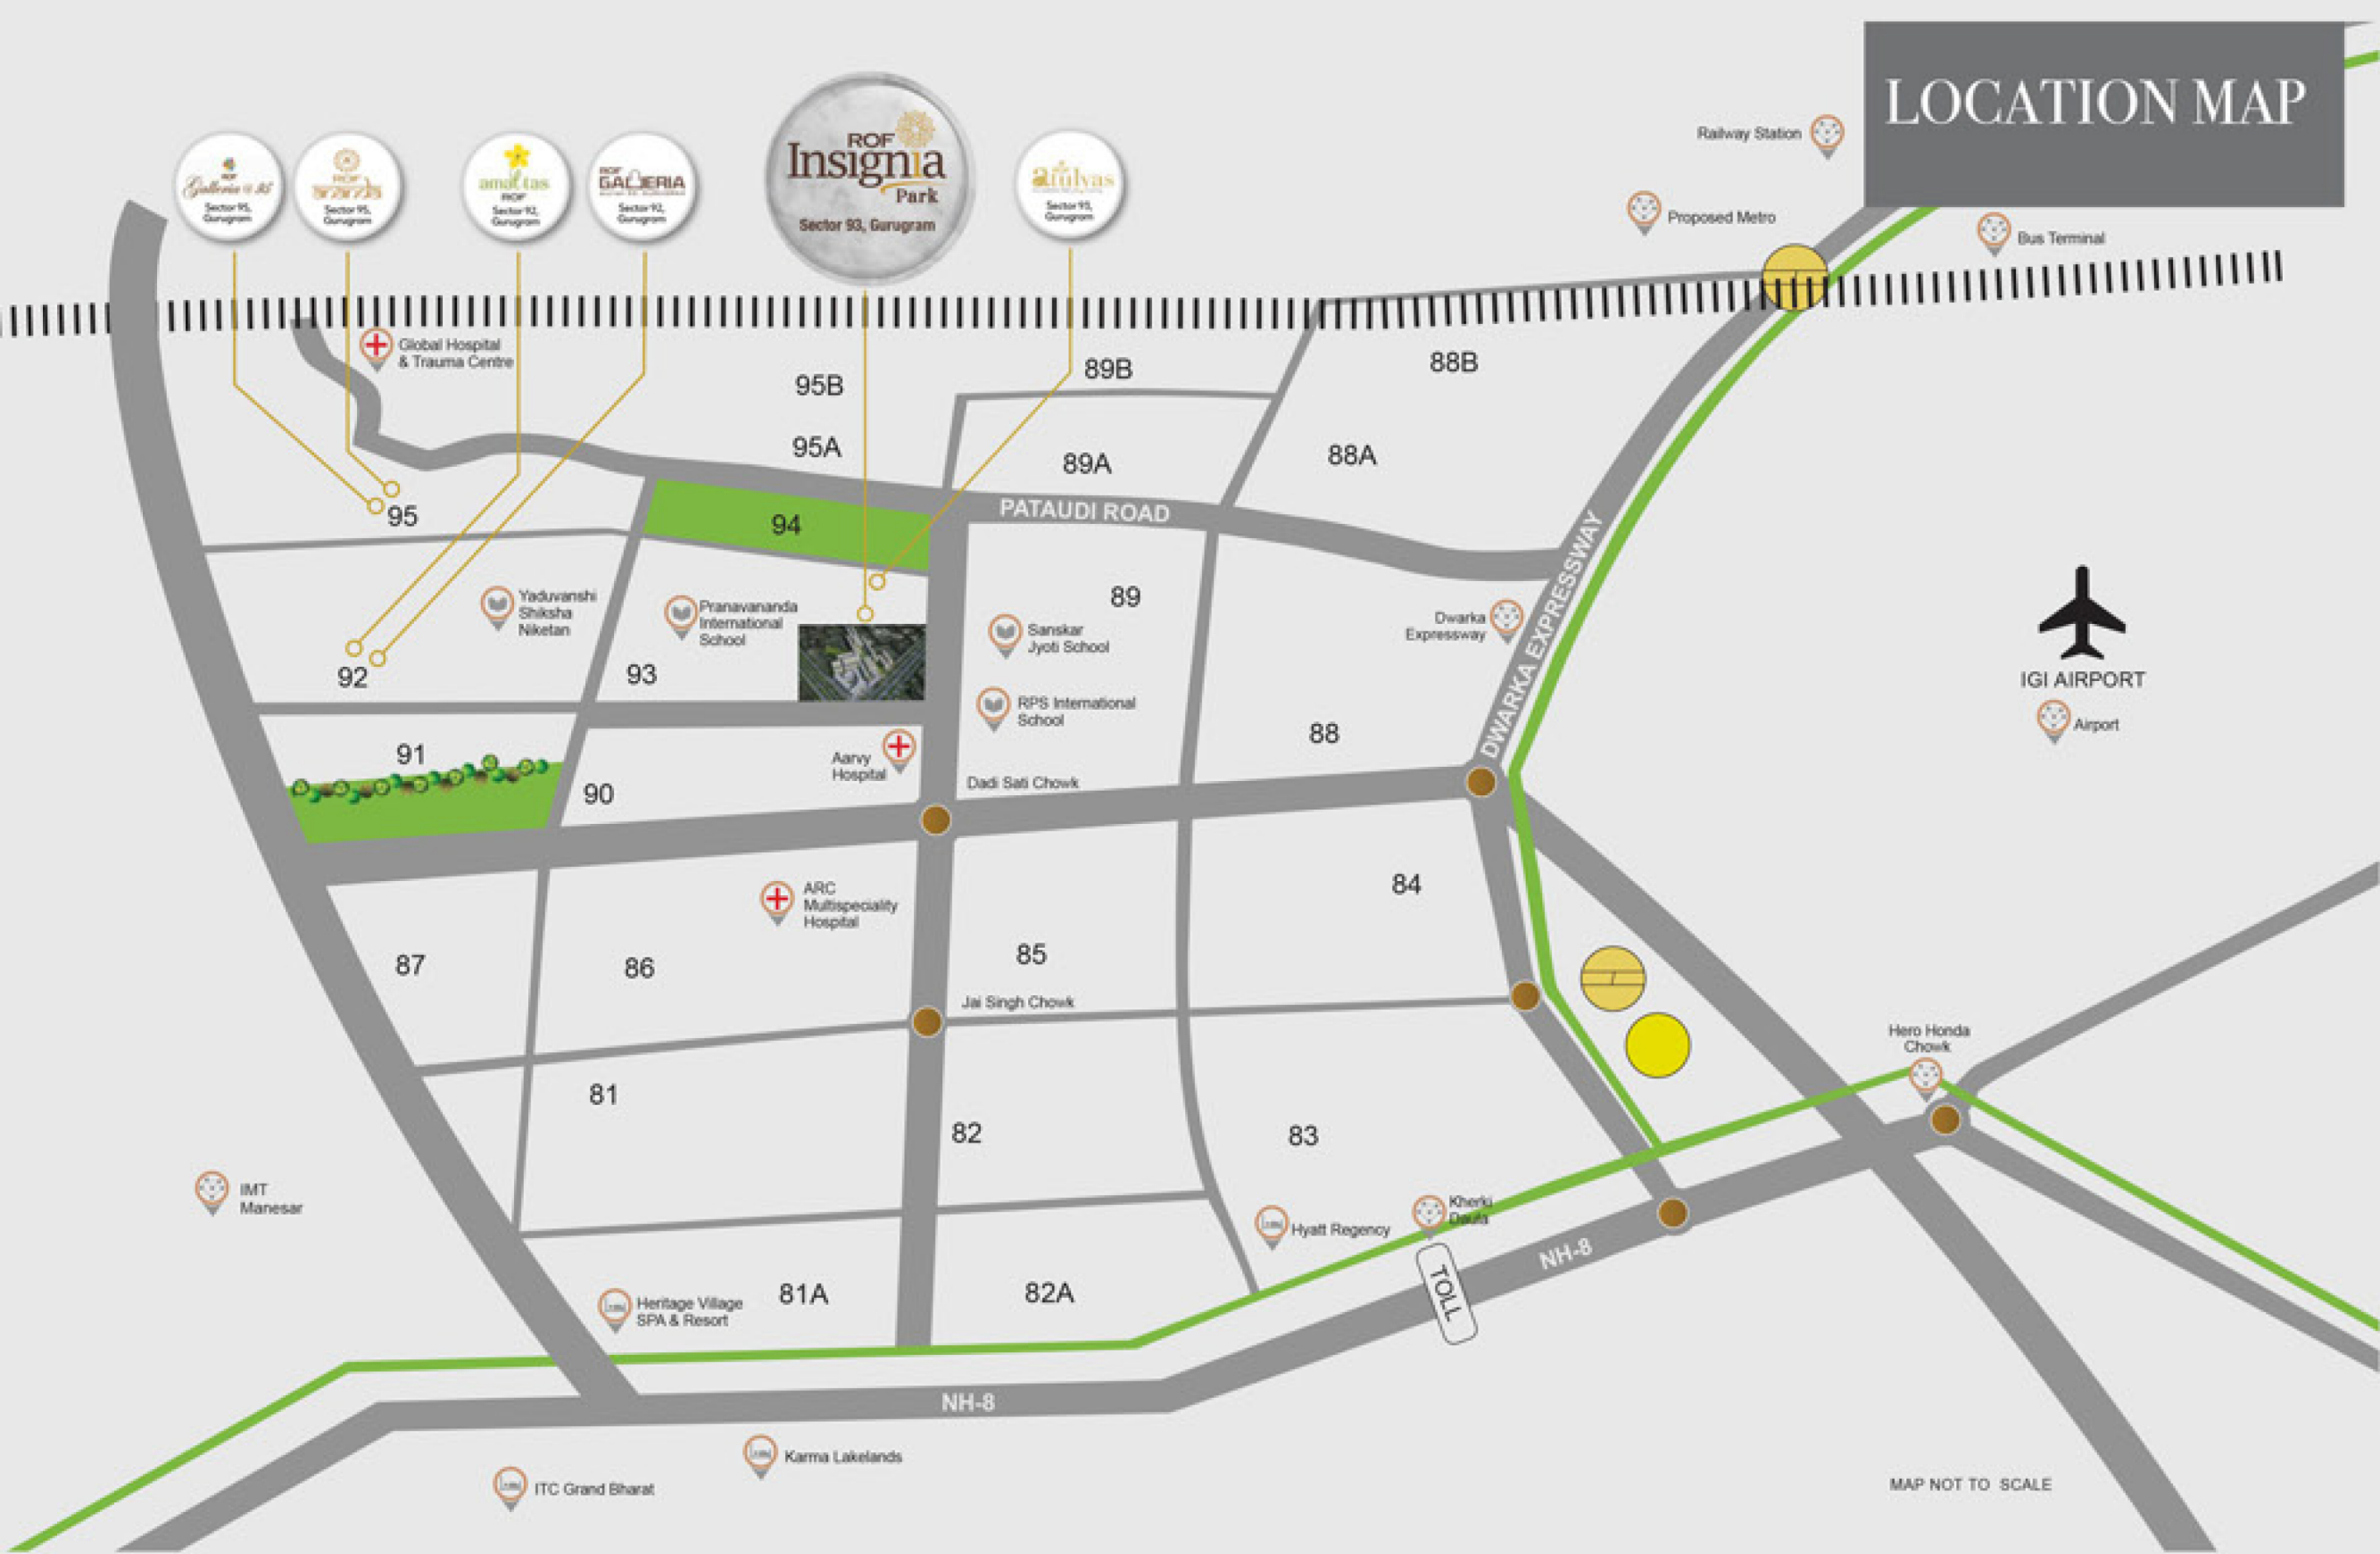 LOCATION MAP
Railway Station
Proposed Metro
Bus Terminal
ROF
Galleria @ 95
Sector 95,
Gurugram
ROF
Sector 95,
Gurugram
amaltas
ROF
Sector 92,
Gurugram
ROF
GALLERIA
Sector 92,
Gurugram
ROF
Insignia
Park
Sector 93, Gurugram
atulyas
Sector 93,
Gurugram
Global Hospital
& Trauma Centre
95B
89B
88B
95A
89A
88A
95
94
PATAUDI ROAD
DWARKA EXPRESSWAY
Yaduvanshi
Shiksha
Niketan
Pranavananda
International
School
89
Sanskar
Jyoti School
Dwarka
Expressway
IGI AIRPORT
Airport
92
93
RPS International
School
88
91
90
Aarvy
Hospital
Dadi Sati Chowk
ARC
Multispeciality
Hospital
84
87
86
85
Jai Singh Chowk
Hero Honda
Chowk
81
82
83
IMT
Manesar
Hyatt Regency
Kherki
Daula
TOLL
NH-8
Heritage Village
SPA & Resort
81A
82A
NH-8
Karma Lakelands
ITC Grand Bharat
MAP NOT TO SCALE